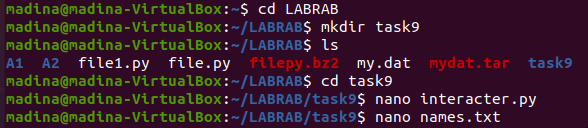 madina@madina-VirtualBox:~$ cd LABRAB
madina@madina-VirtualBox:~/LABRAB$ mkdir task9
madina@madina-VirtualBox:~/LABRAB$ ls
A1 A2 file1.py file.py filepy.bz2 my.dat mydat.tar task9
madina@madina-VirtualBox:~/LABRAB$ cd task9
madina@madina-VirtualBox:~/LABRAB/task9$ nano interacter.py
madina@madina-VirtualBox:~/LABRAB/task9$ nano names.txt